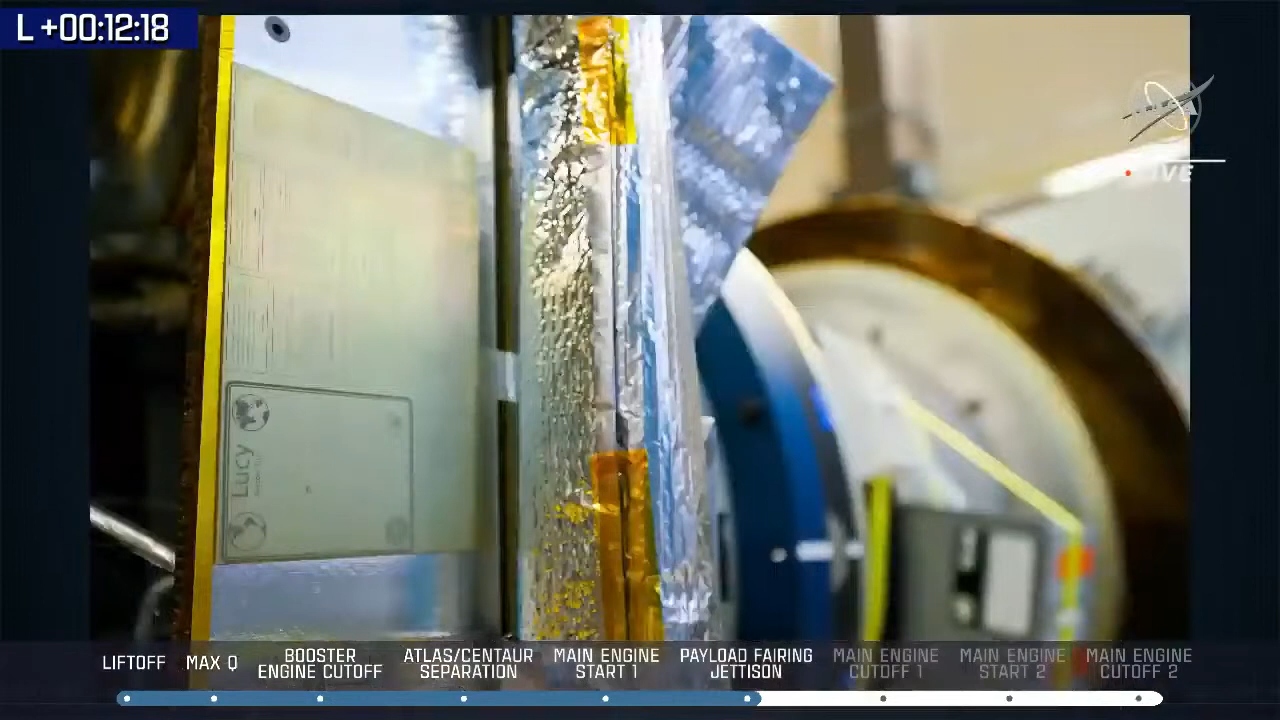 L +00:12:18
NASA
LIVE
Lucy
LIFTOFF
MAX Q
BOOSTER
ENGINE CUTOFF
ATLAS/CENTAUR
SEPARATION
MAIN ENGINE
START 1
PAYLOAD FAIRING
JETTISON
MAIN ENGINE
CUTOFF 1
MAIN ENGINE
START 2
MAIN ENGINE
CUTOFF 2